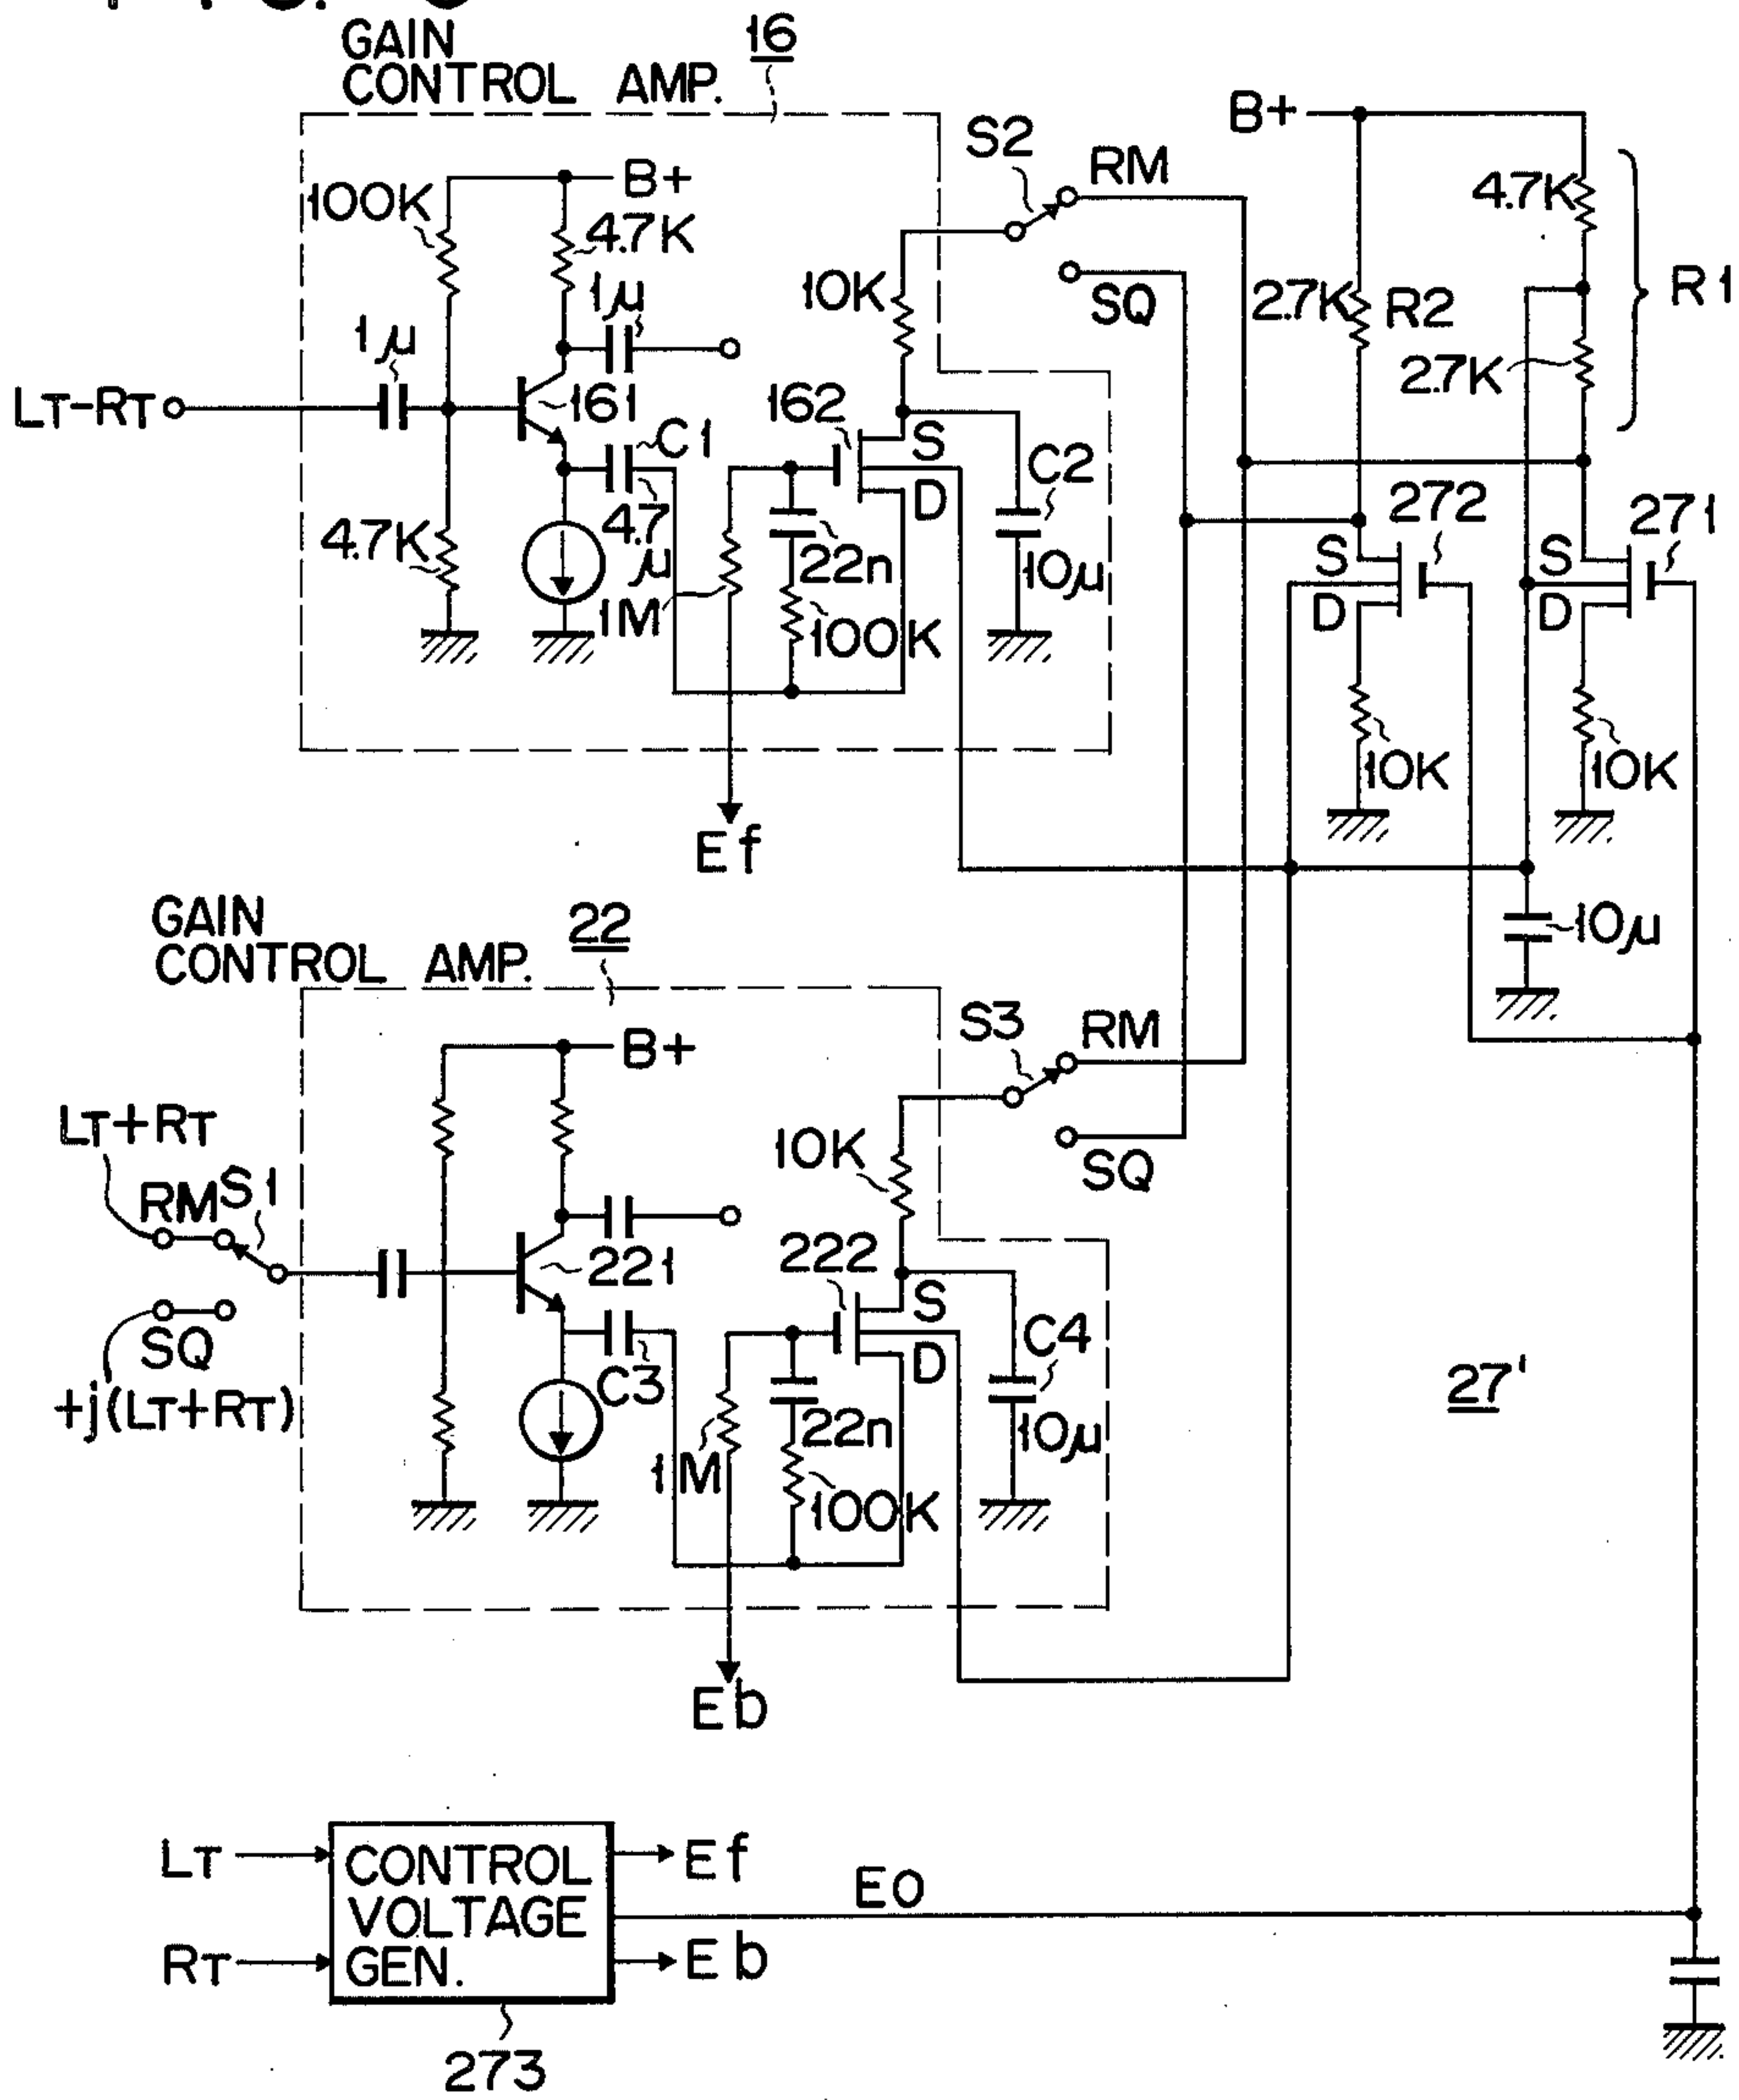 GAIN
CONTROL AMP.
16
B+
100K
4.7K
1μ
1μ
LT-RT
161
C1
4.7
μ
4.7K
1M
162
S
D
22n
100K
10K
C2
10μ
Ef
S2
RM
SQ
B+
4.7K
R1
2.7K
R2
2.7K
272
271
S
D
S
D
10K
10K
10μ
GAIN
CONTROL AMP.
22
B+
LT+RT
RM
S1
SQ
+j(LT+RT)
221
C3
1M
222
S
D
22n
100K
10K
C4
10μ
Eb
S3
RM
SQ
27'
LT
RT
CONTROL
VOLTAGE
GEN.
Ef
E0
Eb
273